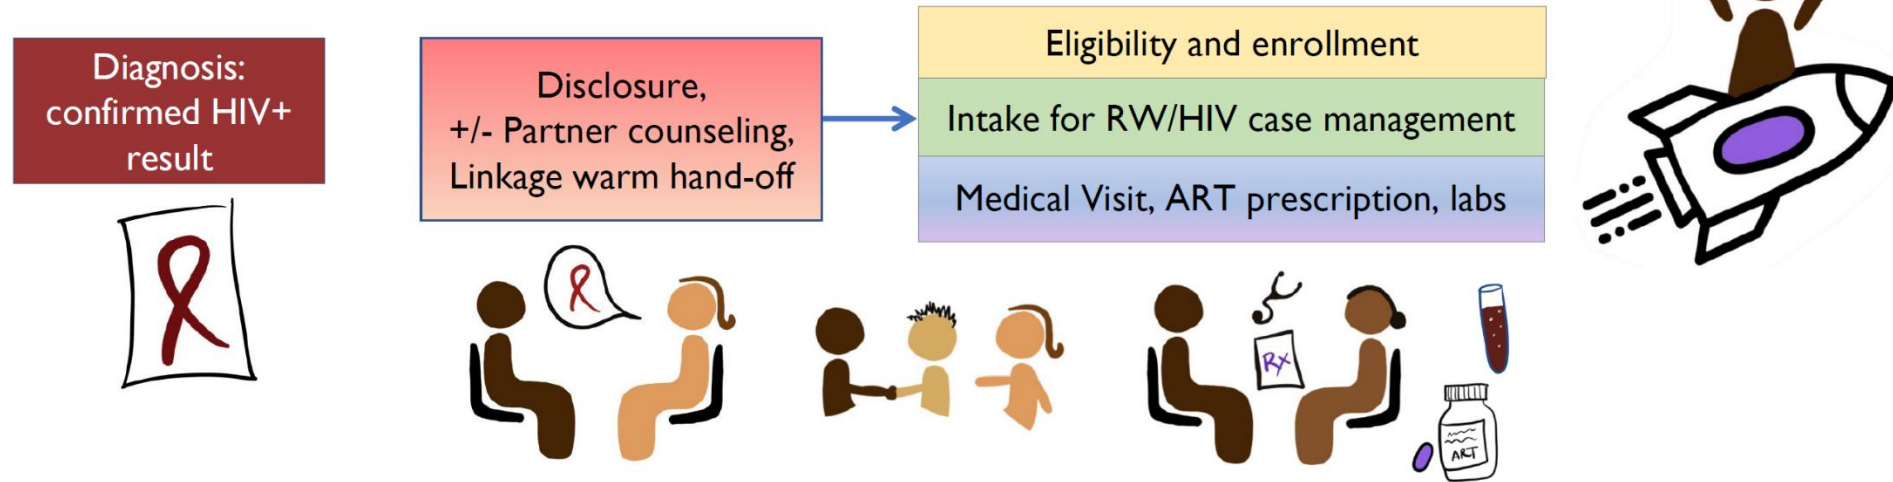 Diagnosis:
confirmed HIV+
result
Disclosure,
+/- Partner counseling,
Linkage warm hand-off
Eligibility and enrollment
Intake for RW/HIV case management
Medical Visit, ART prescription, labs
Rx
ART